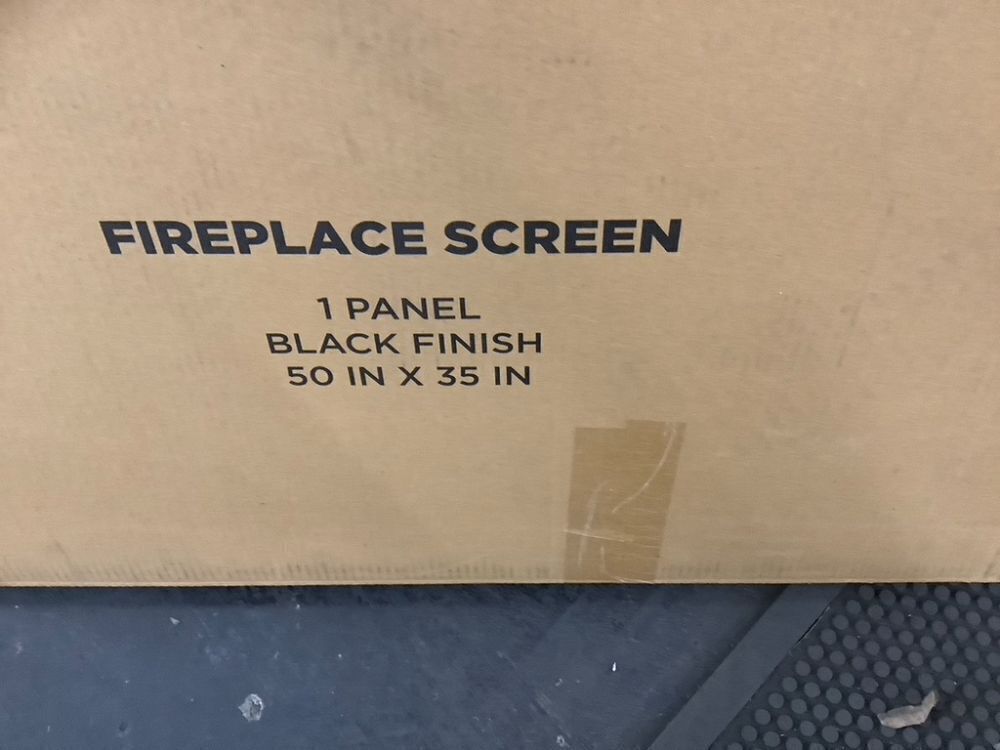 FIREPLACE SCREEN
1 PANEL
BLACK FINISH
50 IN X 35 IN